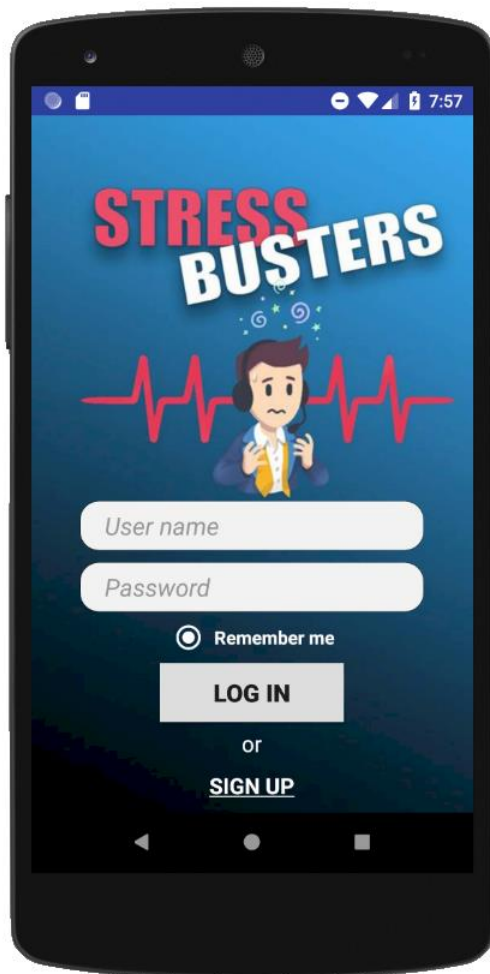 7:57
STRESS
BUSTERS
User name
Password
Remember me
LOG IN
or
SIGN UP